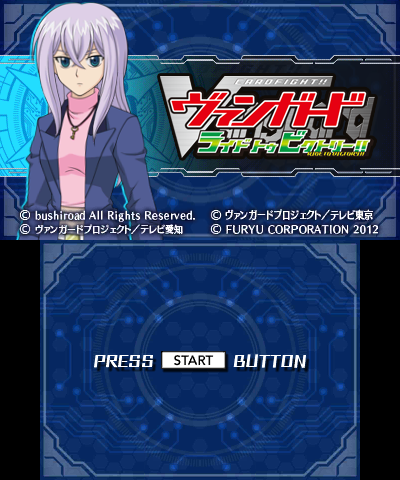 CARDFIGHT!!
ヴァンガード
ライド トゥ ビクトリー!!
RIDE TO VICTORY!!
© bushiroad All Rights Reserved.
© ヴァンガードプロジェクト／テレビ東京
© ヴァンガードプロジェクト／テレビ愛知
© FURYU CORPORATION 2012
PRESS START BUTTON